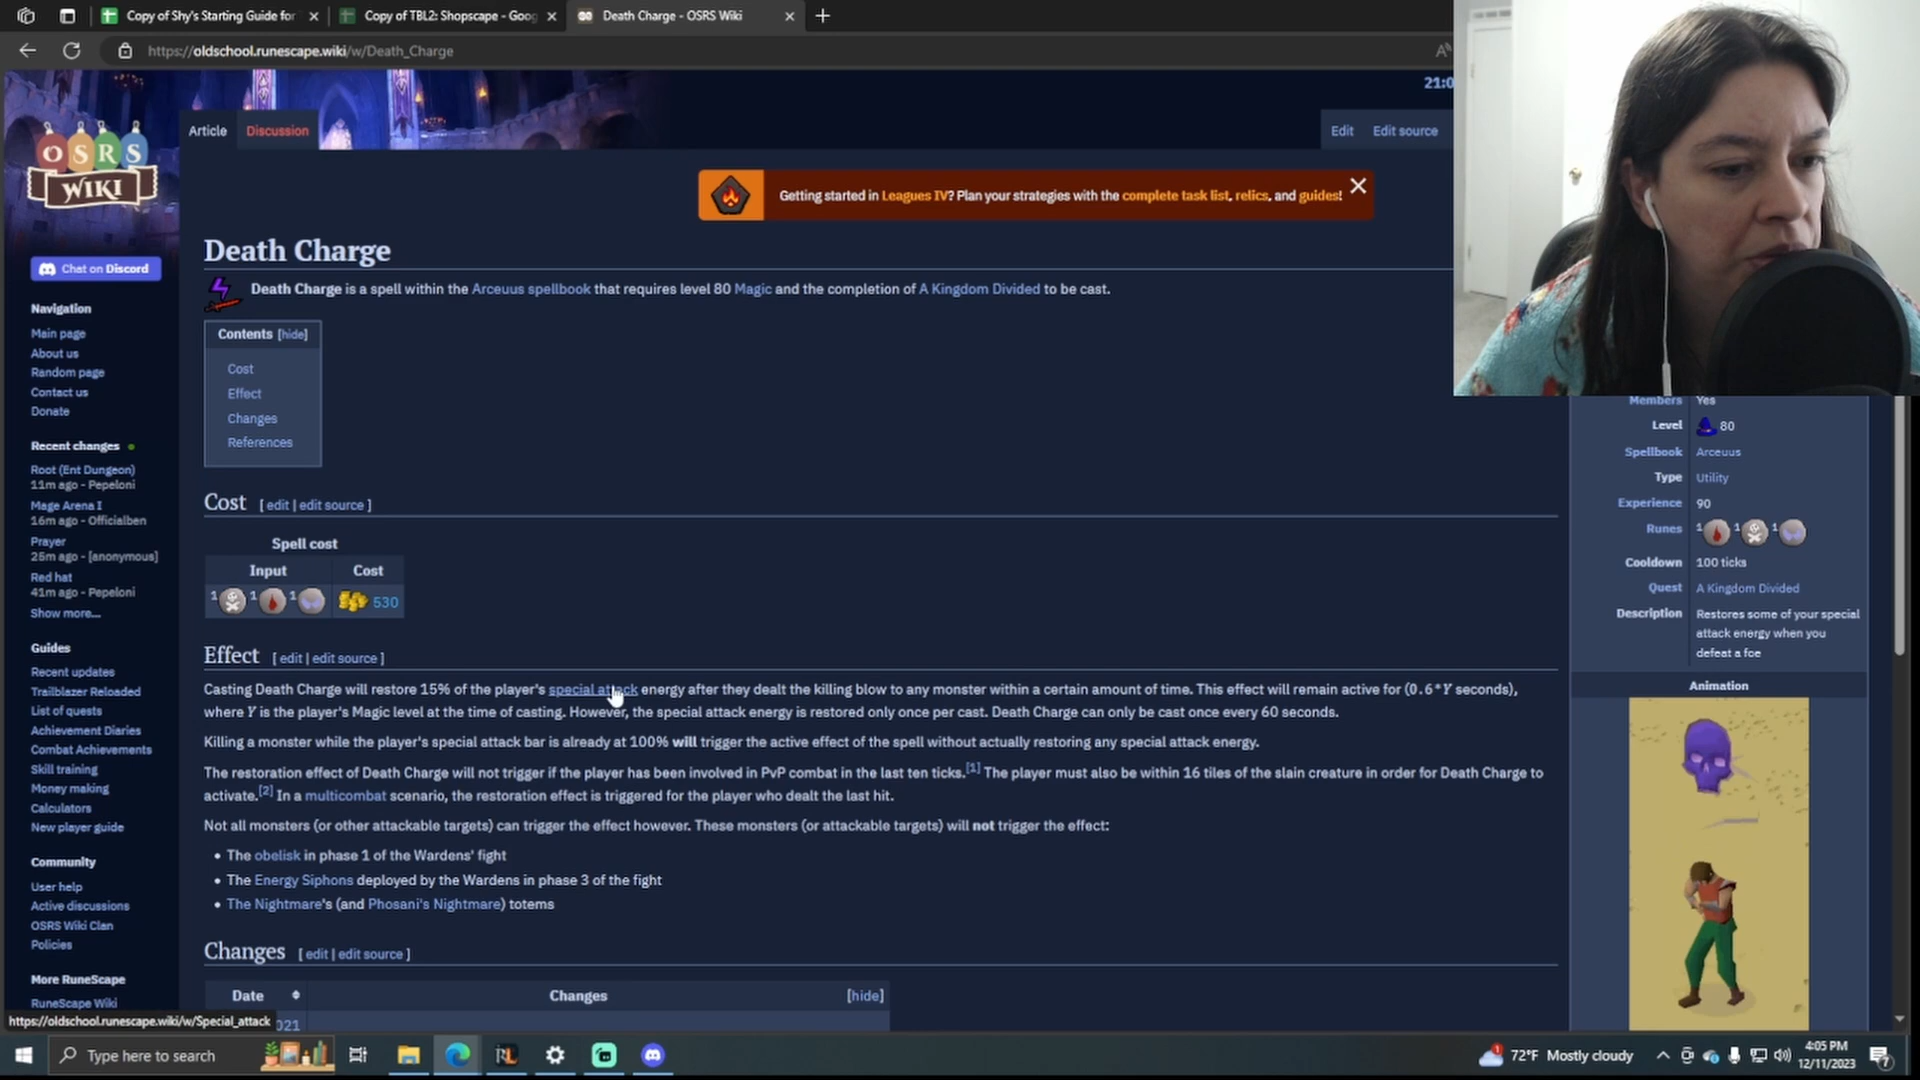 Copy of Shy's Starting Guide for
Copy of TBL2: Shopscape - Goog
Death Charge - OSRS Wiki
https://oldschool.runescape.wiki/w/Death_Charge
21:0
Article
Discussion
Edit
Edit source
OSRS
WIKI
Getting started in Leagues IV? Plan your strategies with the complete task list, relics, and guides!
Death Charge
Death Charge is a spell within the Arceuus spellbook that requires level 80 Magic and the completion of A Kingdom Divided to be cast.
Contents [hide]
Cost
Effect
Changes
References
Chat on Discord
Navigation
Main page
About us
Random page
Contact us
Donate
Recent changes
Root (Ent Dungeon)
11m ago - Pepeloni
Mage Arena I
16m ago - Officialben
Prayer
25m ago - [anonymous]
Red hat
41m ago - Pepeloni
Show more...
Guides
Recent updates
Trailblazer Reloaded
List of quests
Achievement Diaries
Combat Achievements
Skill training
Money making
Calculators
New player guide
Community
User help
Active discussions
OSRS Wiki Clan
Policies
More RuneScape
RuneScape Wiki
Cost [ edit | edit source ]
Spell cost
Input Cost
1 1 1 530
Effect [ edit | edit source ]
Casting Death Charge will restore 15% of the player's special attack energy after they dealt the killing blow to any monster within a certain amount of time. This effect will remain active for (0.6*Y seconds),
where Y is the player's Magic level at the time of casting. However, the special attack energy is restored only once per cast. Death Charge can only be cast once every 60 seconds.
Killing a monster while the player's special attack bar is already at 100% will trigger the active effect of the spell without actually restoring any special attack energy.
The restoration effect of Death Charge will not trigger if the player has been involved in PvP combat in the last ten ticks.[1] The player must also be within 16 tiles of the slain creature in order for Death Charge to
activate.[2] In a multicombat scenario, the restoration effect is triggered for the player who dealt the last hit.
Not all monsters (or other attackable targets) can trigger the effect however. These monsters (or attackable targets) will not trigger the effect:
• The obelisk in phase 1 of the Wardens' fight
• The Energy Siphons deployed by the Wardens in phase 3 of the fight
• The Nightmare's (and Phosani's Nightmare) totems
Changes [ edit | edit source ]
Date Changes [hide]
021
Members Yes
Level 80
Spellbook Arceuus
Type Utility
Experience 90
Runes 1 1 1
Cooldown 100 ticks
Quest A Kingdom Divided
Description Restores some of your special
attack energy when you
defeat a foe
Animation
https://oldschool.runescape.wiki/w/Special_attack
Type here to search
1
72°F Mostly cloudy
4:05 PM
12/11/2023
7